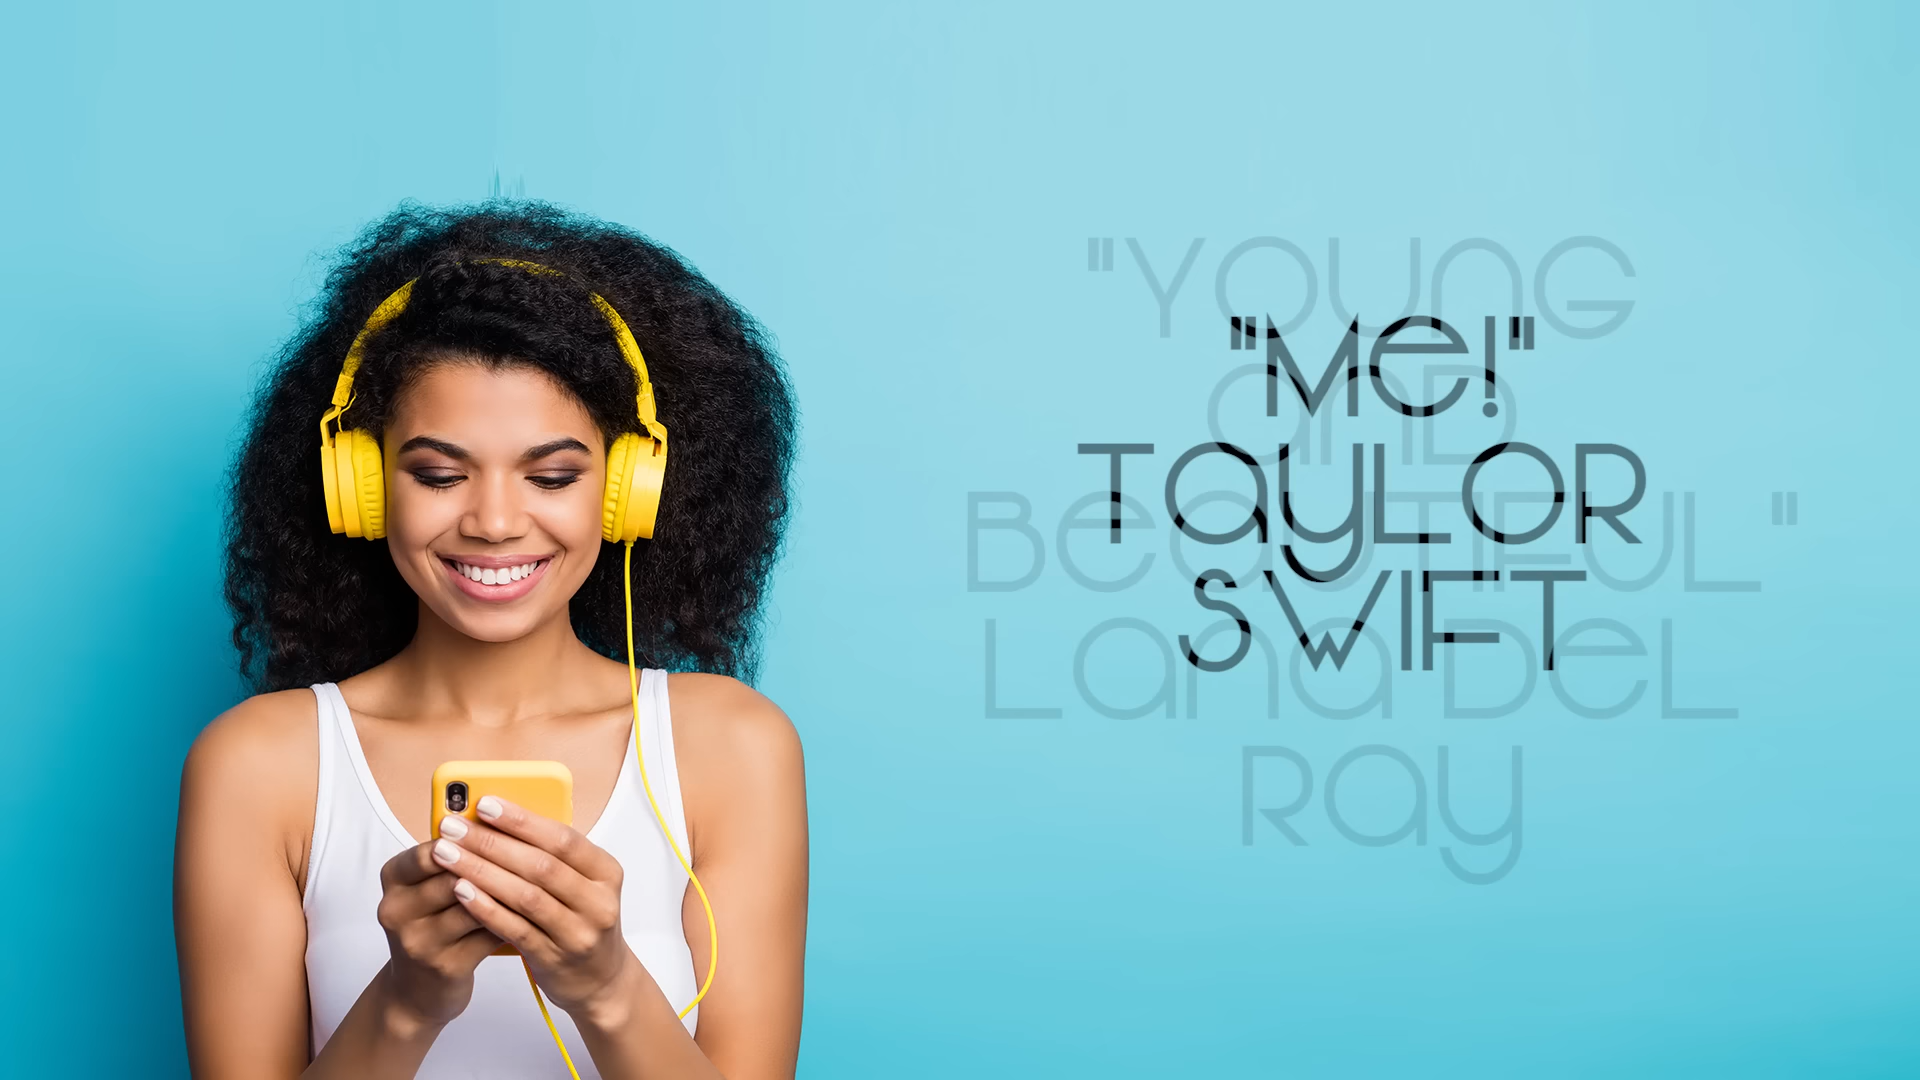 "YOUNG
AND
BEAUTIFUL"
LANA DEL
RAY
"ME!"
TAYLOR
SWIFT